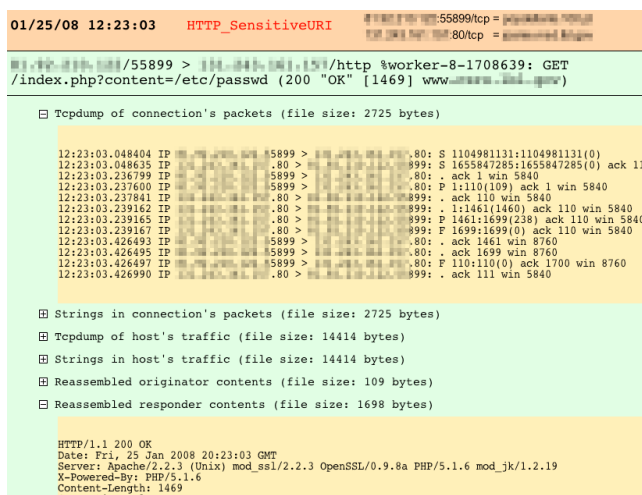 01/25/08 12:23:03 HTTP_SensitiveURI :55899/tcp =
:80/tcp =
/55899 > /http %worker-8-1708639: GET
/index.php?content=/etc/passwd (200 "OK" [1469] www. )
Tcpdump of connection's packets (file size: 2725 bytes)
12:23:03.048404 IP 5899 > .80: S 1104981131:1104981131(0)
12:23:03.048635 IP .80 > 899: S 1655847285:1655847285(0) ack 11
12:23:03.236799 IP 5899 > .80: . ack 1 win 5840
12:23:03.237600 IP 5899 > .80: P 1:110(109) ack 1 win 5840
12:23:03.237841 IP .80 > 899: . ack 110 win 5840
12:23:03.239162 IP .80 > 899: . 1:1461(1460) ack 110 win 5840
12:23:03.239165 IP .80 > 899: P 1461:1699(238) ack 110 win 5840
12:23:03.239167 IP .80 > 899: F 1699:1699(0) ack 110 win 5840
12:23:03.426493 IP 5899 > .80: . ack 1461 win 8760
12:23:03.426495 IP 5899 > .80: . ack 1699 win 8760
12:23:03.426497 IP 5899 > .80: F 110:110(0) ack 1700 win 8760
12:23:03.426990 IP .80 > 899: . ack 111 win 5840
Strings in connection's packets (file size: 2725 bytes)
Tcpdump of host's traffic (file size: 14414 bytes)
Strings in host's traffic (file size: 14414 bytes)
Reassembled originator contents (file size: 109 bytes)
Reassembled responder contents (file size: 1698 bytes)
HTTP/1.1 200 OK
Date: Fri, 25 Jan 2008 20:23:03 GMT
Server: Apache/2.2.3 (Unix) mod_ssl/2.2.3 OpenSSL/0.9.8a PHP/5.1.6 mod_jk/1.2.19
X-Powered-By: PHP/5.1.6
Content-Length: 1469